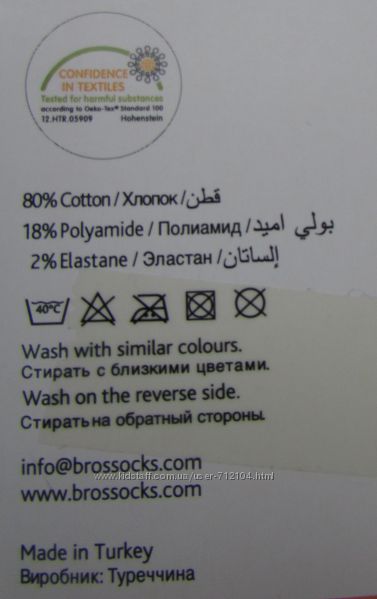 CONFIDENCE
IN TEXTILES
Tested for harmful substances
according to Oeko-Tex® Standard 100
12.HTR.05909 Hohenstein
80% Cotton / Хлопок / قطن
18% Polyamide / Полиамид / بولي اميد
2% Elastane / Эластан / إلساتان
40°C
Wash with similar colours.
Стирать с близкими цветами.
Wash on the reverse side.
Стирать на обратный стороны.
www.kidstaff.com.ua/user-712104.html
info@brossocks.com
www.brossocks.com
Made in Turkey
Виробник: Туреччина